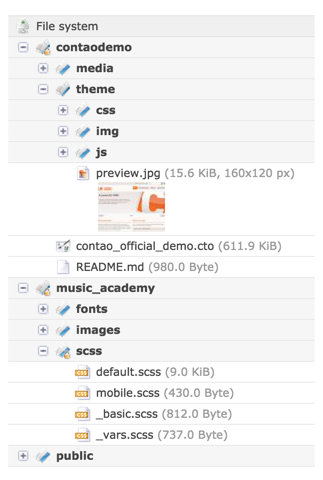 File system
contaodemo
media
theme
css
img
js
preview.jpg (15.6 KiB, 160x120 px)
contao_official_demo.cto (611.9 KiB)
README.md (980.0 Byte)
music_academy
fonts
images
scss
default.scss (9.0 KiB)
mobile.scss (430.0 Byte)
_basic.scss (812.0 Byte)
_vars.scss (737.0 Byte)
public